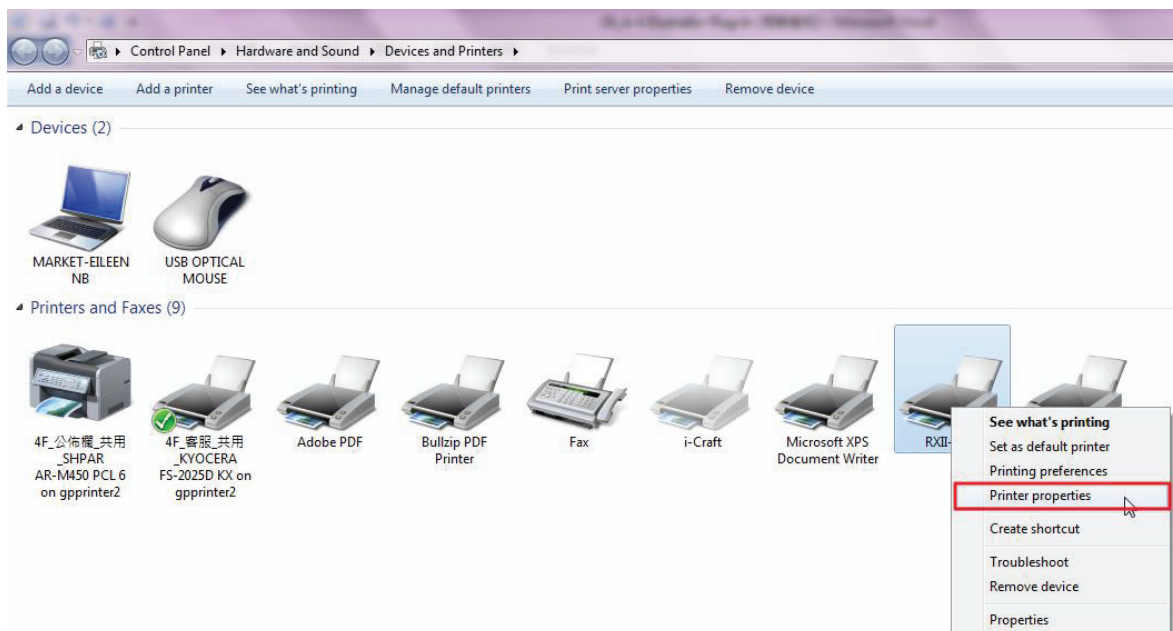 Control Panel ▸ Hardware and Sound ▸ Devices and Printers ▸
Add a device Add a printer See what's printing Manage default printers Print server properties Remove device
Devices (2)
MARKET-EILEEN
NB
USB OPTICAL
MOUSE
Printers and Faxes (9)
4F_公佈欄_共用
_SHPAR
AR-M450 PCL 6
on gpprinter2
4F_客服_共用
_KYOCERA
FS-2025D KX on
gpprinter2
Adobe PDF
Bullzip PDF
Printer
Fax
i-Craft
Microsoft XPS
Document Writer
RXII-
See what's printing
Set as default printer
Printing preferences
Printer properties
Create shortcut
Troubleshoot
Remove device
Properties